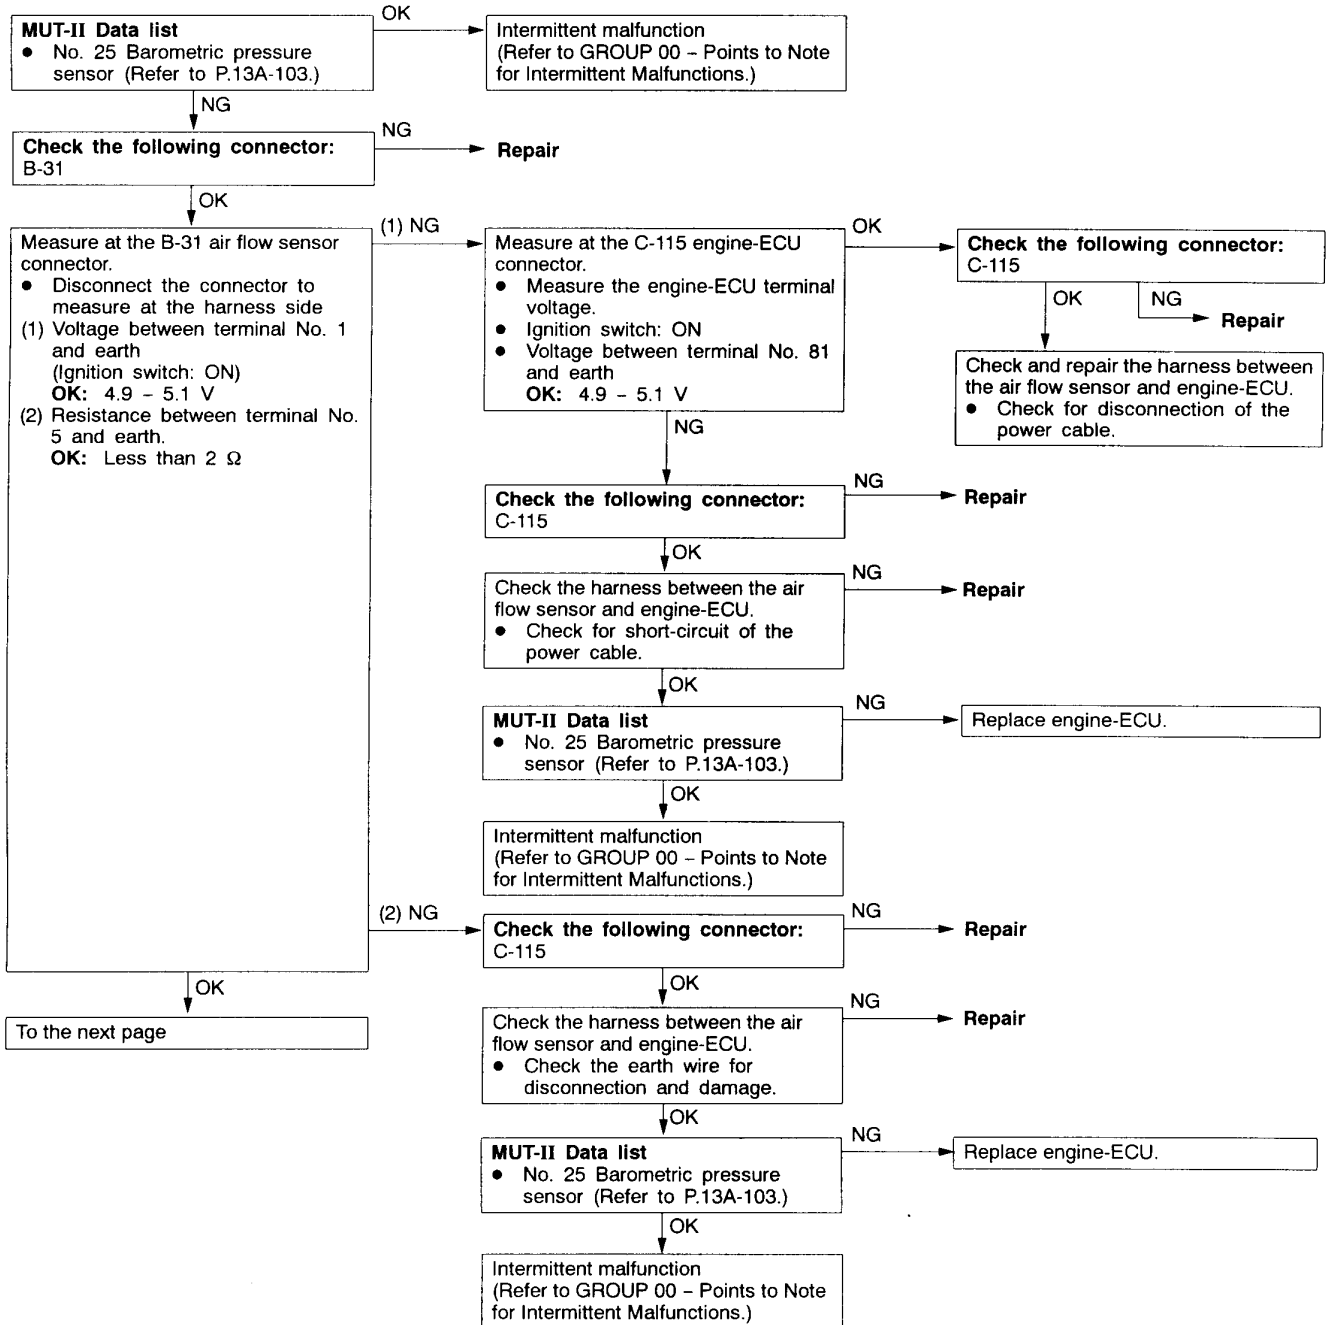 MUT-II Data list
● No. 25 Barometric pressure
sensor (Refer to P.13A-103.)
OK
Intermittent malfunction
(Refer to GROUP 00 – Points to Note
for Intermittent Malfunctions.)
NG
Check the following connector:
B-31
NG
Repair
OK
Measure at the B-31 air flow sensor
connector.
● Disconnect the connector to
measure at the harness side
(1) Voltage between terminal No. 1
and earth
(Ignition switch: ON)
OK: 4.9 – 5.1 V
(2) Resistance between terminal No.
5 and earth.
OK: Less than 2 Ω
(1) NG
Measure at the C-115 engine-ECU
connector.
● Measure the engine-ECU terminal
voltage.
● Ignition switch: ON
● Voltage between terminal No. 81
and earth
OK: 4.9 – 5.1 V
OK
Check the following connector:
C-115
OK
NG
Repair
Check and repair the harness between
the air flow sensor and engine-ECU.
● Check for disconnection of the
power cable.
NG
Check the following connector:
C-115
NG
Repair
OK
Check the harness between the air
flow sensor and engine-ECU.
● Check for short-circuit of the
power cable.
NG
Repair
OK
MUT-II Data list
● No. 25 Barometric pressure
sensor (Refer to P.13A-103.)
NG
Replace engine-ECU.
OK
Intermittent malfunction
(Refer to GROUP 00 – Points to Note
for Intermittent Malfunctions.)
(2) NG
Check the following connector:
C-115
NG
Repair
OK
To the next page
OK
Check the harness between the air
flow sensor and engine-ECU.
● Check the earth wire for
disconnection and damage.
NG
Repair
OK
MUT-II Data list
● No. 25 Barometric pressure
sensor (Refer to P.13A-103.)
NG
Replace engine-ECU.
OK
Intermittent malfunction
(Refer to GROUP 00 – Points to Note
for Intermittent Malfunctions.)